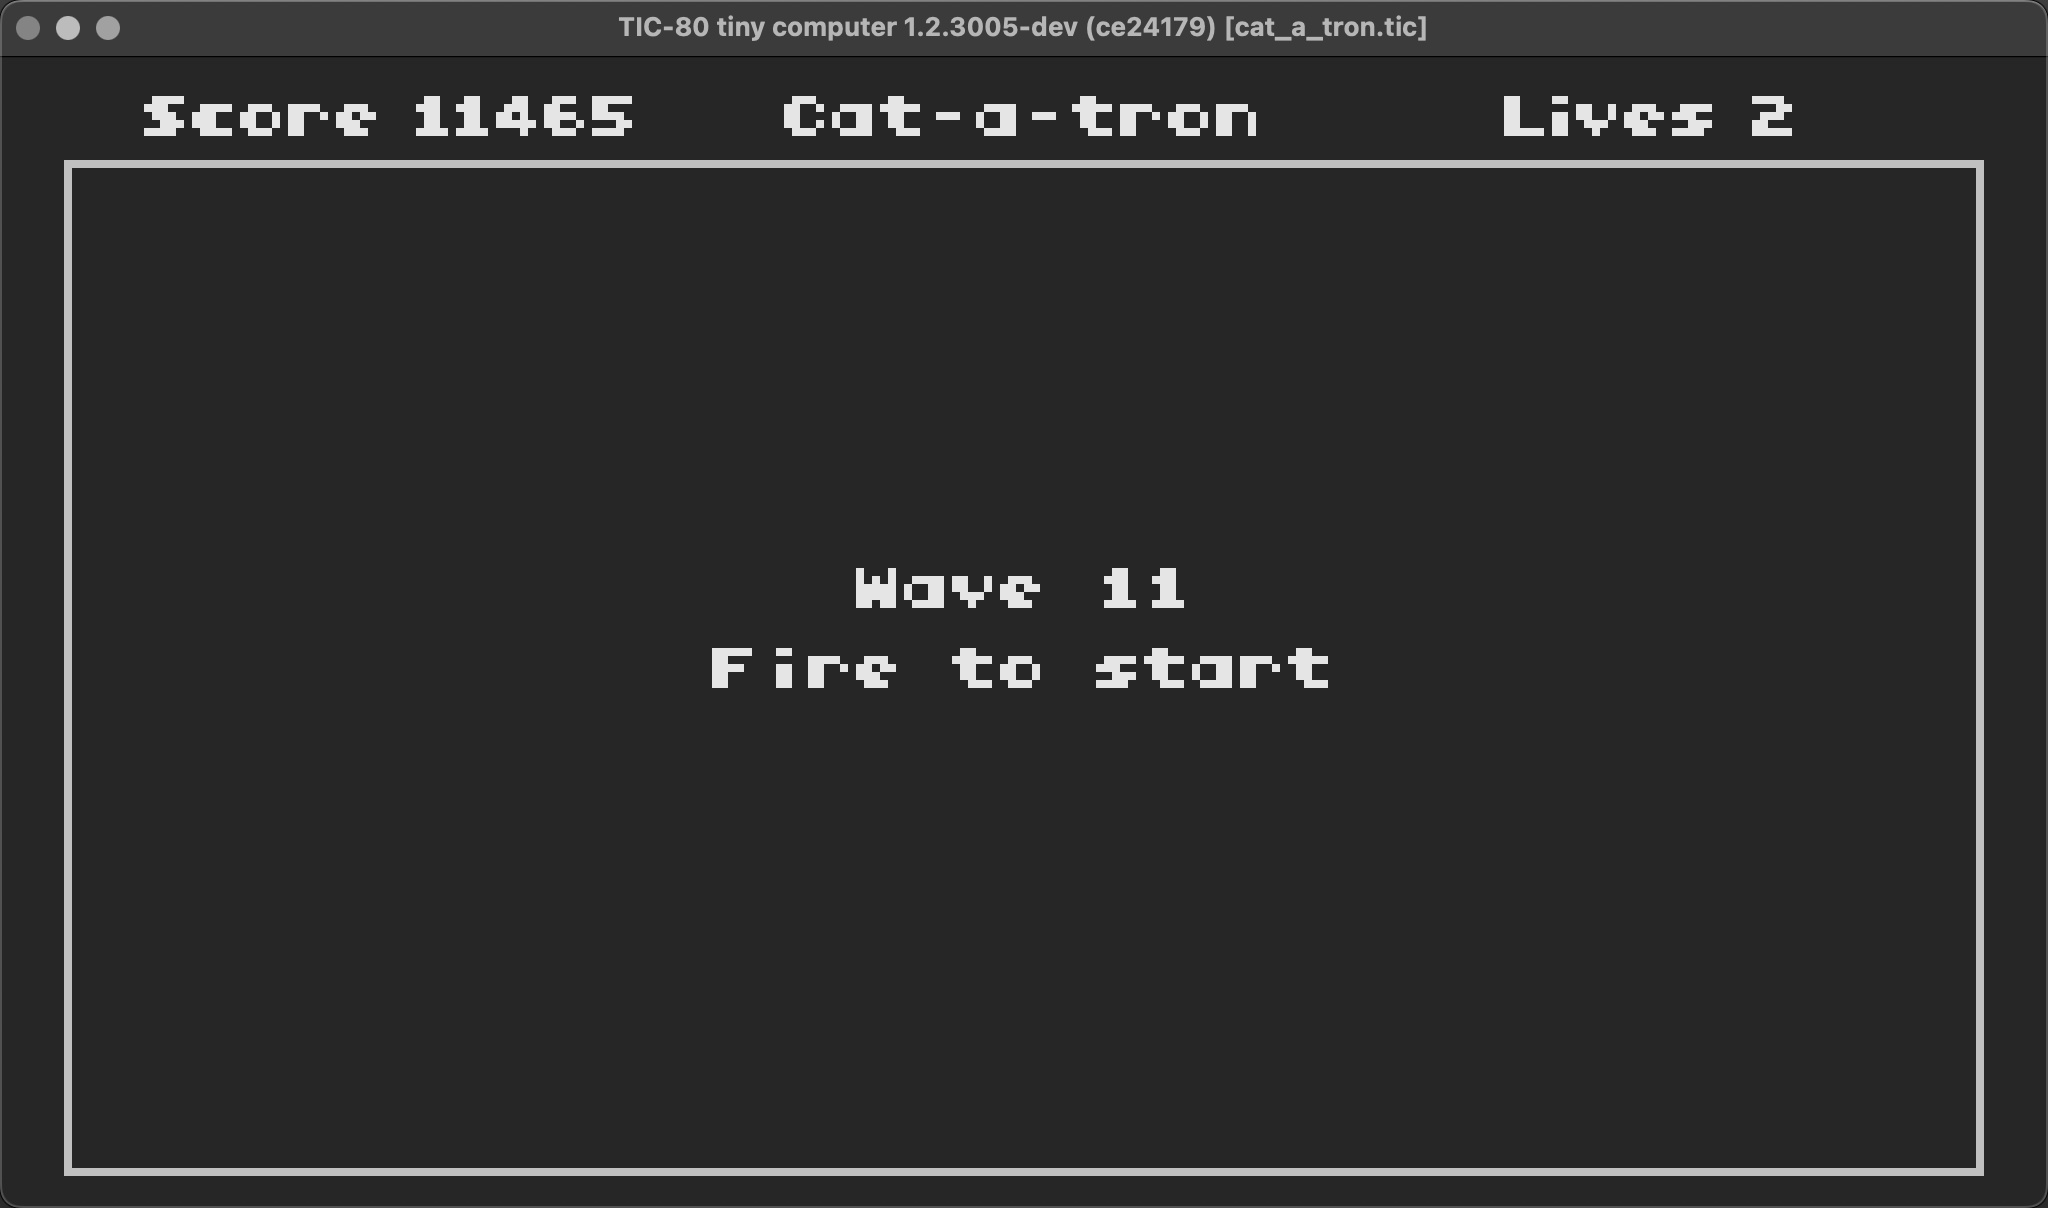 TIC-80 tiny computer 1.2.3005-dev (ce24179) [cat_a_tron.tic]
Score 11465 Cat-a-tron Lives 2
Wave 11
Fire to start